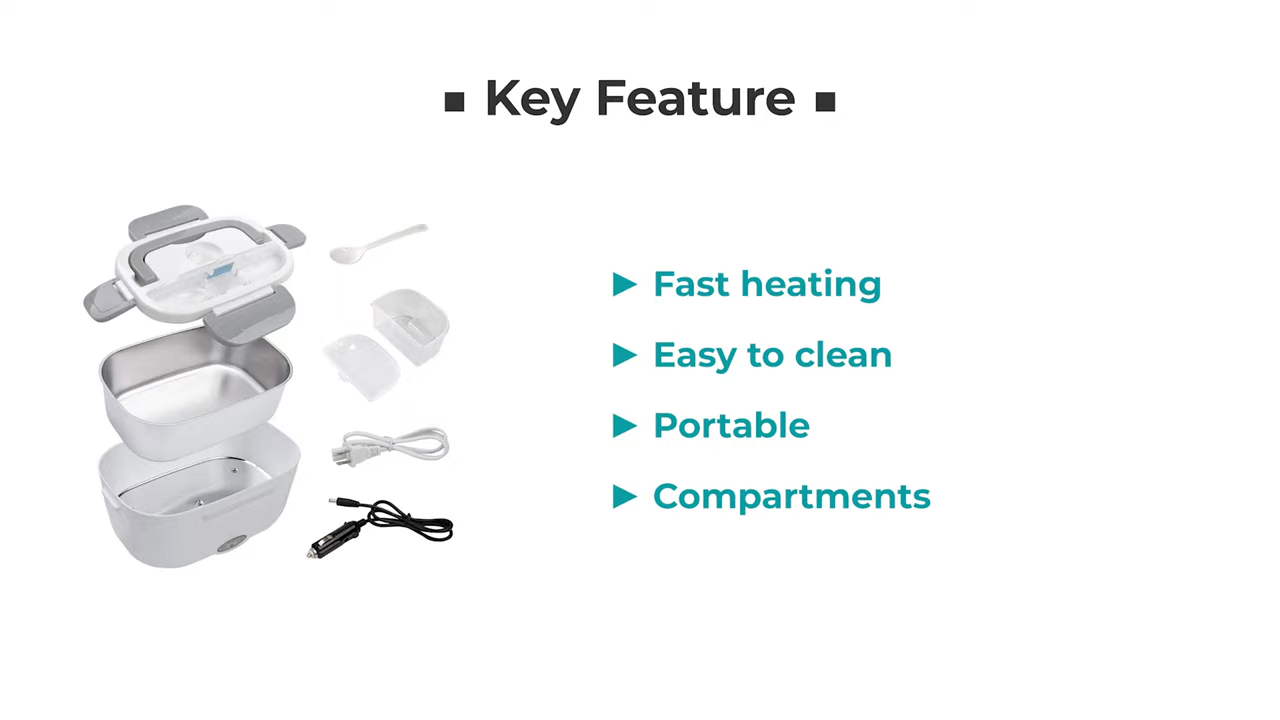 ▪ Key Feature ▪
► Fast heating
► Easy to clean
► Portable
► Compartments